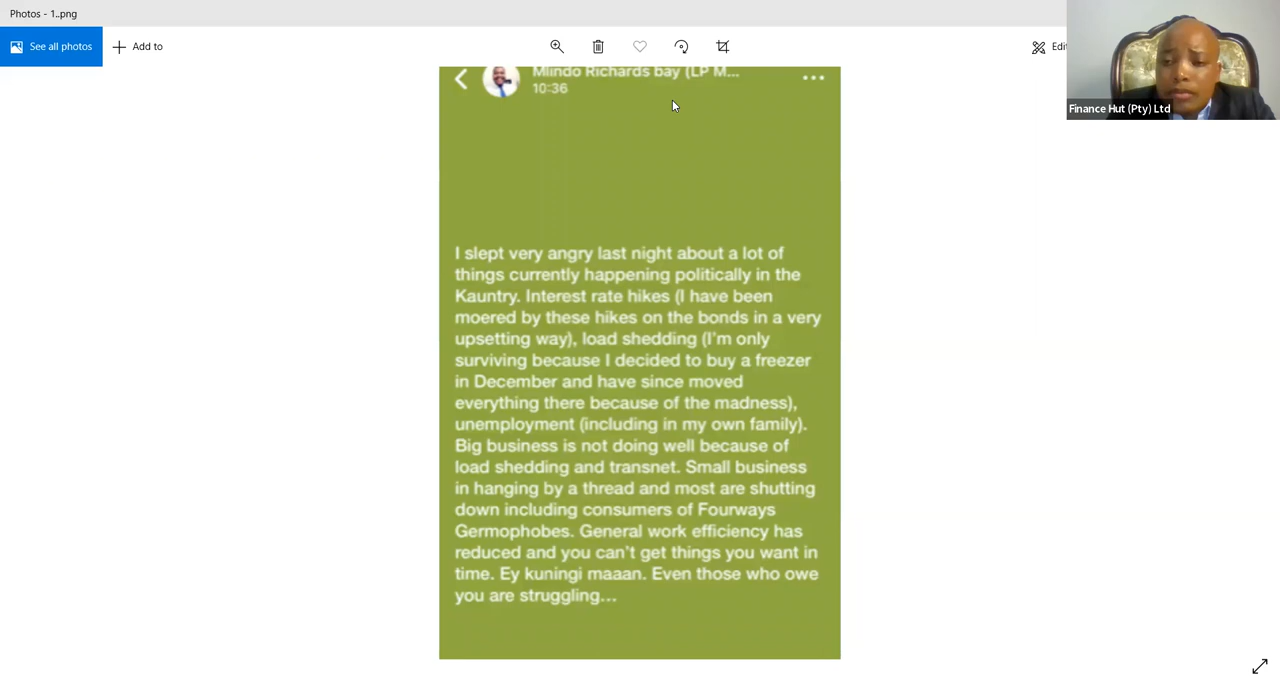 Photos - 1..png
See all photos
Add to
Edi
Finance Hut (Pty) Ltd
Mlindo Richards bay (LP M...
10:36
I slept very angry last night about a lot of
things currently happening politically in the
Kauntry. Interest rate hikes (I have been
moered by these hikes on the bonds in a very
upsetting way), load shedding (I'm only
surviving because I decided to buy a freezer
in December and have since moved
everything there because of the madness),
unemployment (including in my own family).
Big business is not doing well because of
load shedding and transnet. Small business
in hanging by a thread and most are shutting
down including consumers of Fourways
Germophobes. General work efficiency has
reduced and you can't get things you want in
time. Ey kuningi maaan. Even those who owe
you are struggling...